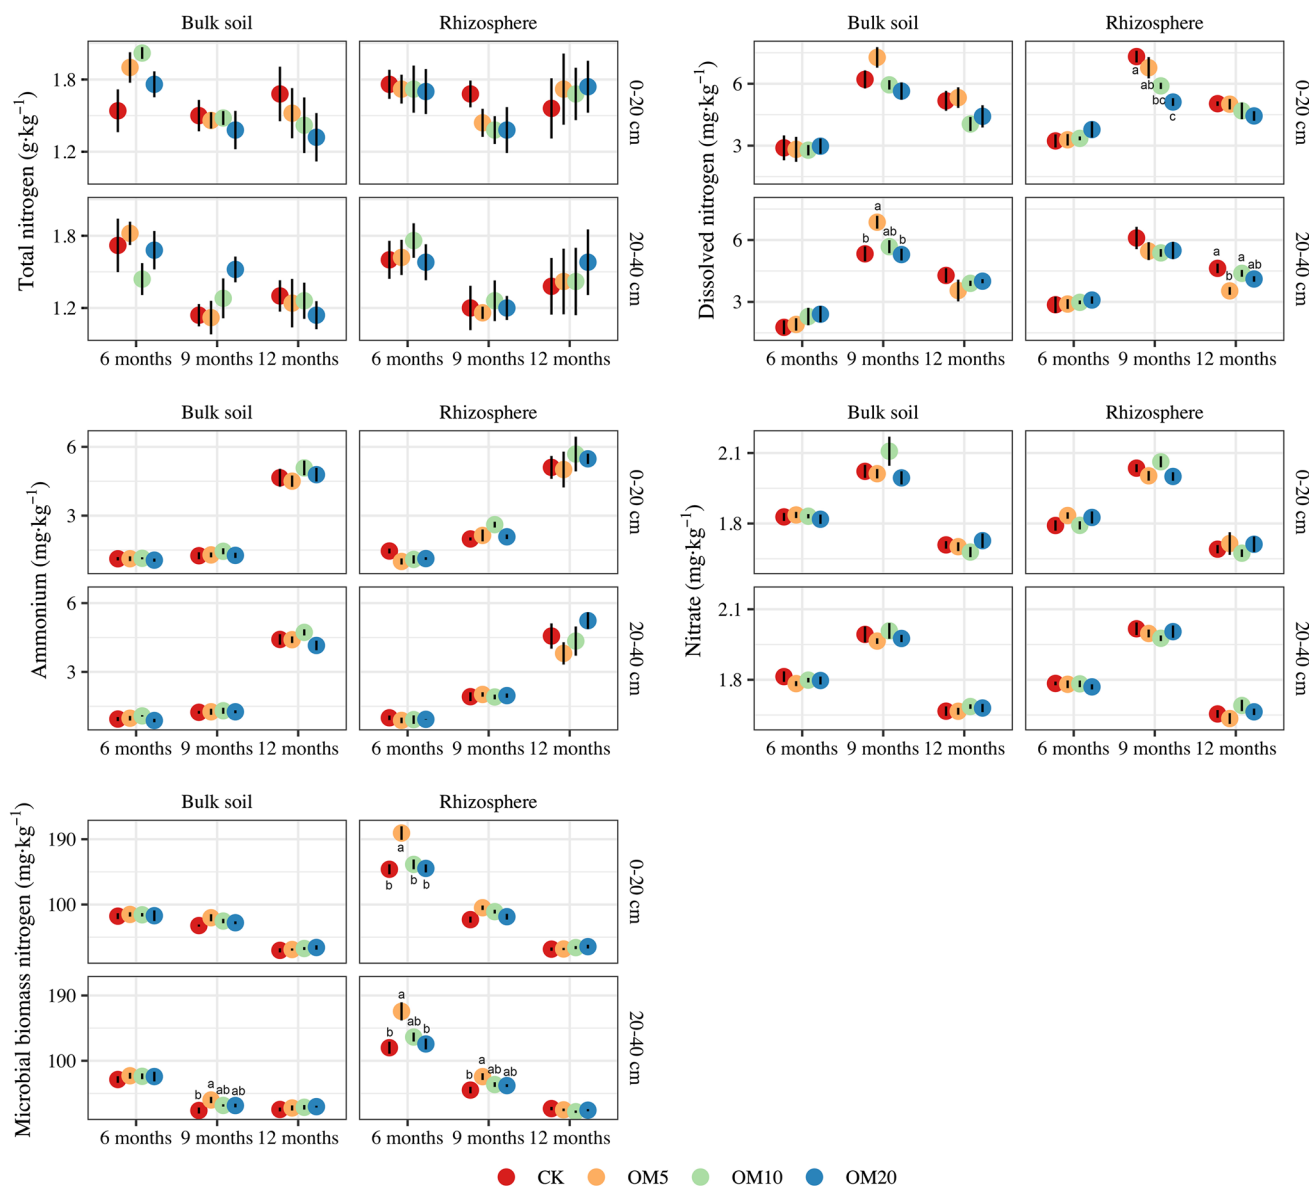 Bulk soil Rhizosphere
Total nitrogen (g·kg⁻¹)
1.8
1.2
0-20 cm
1.8
1.2
20-40 cm
6 months 9 months 12 months 6 months 9 months 12 months
Bulk soil Rhizosphere
Dissolved nitrogen (mg·kg⁻¹)
6
3
a ab bc c
0-20 cm
6
3
b a ab b
a b a ab
20-40 cm
6 months 9 months 12 months 6 months 9 months 12 months
Bulk soil Rhizosphere
Ammonium (mg·kg⁻¹)
6
3
0-20 cm
6
3
20-40 cm
6 months 9 months 12 months 6 months 9 months 12 months
Bulk soil Rhizosphere
Nitrate (mg·kg⁻¹)
2.1
1.8
0-20 cm
2.1
1.8
20-40 cm
6 months 9 months 12 months 6 months 9 months 12 months
Bulk soil Rhizosphere
Microbial biomass nitrogen (mg·kg⁻¹)
190
100
b a b b
0-20 cm
190
100
b a ab ab
b a ab b
b a ab ab
20-40 cm
6 months 9 months 12 months 6 months 9 months 12 months
CK OM5 OM10 OM20